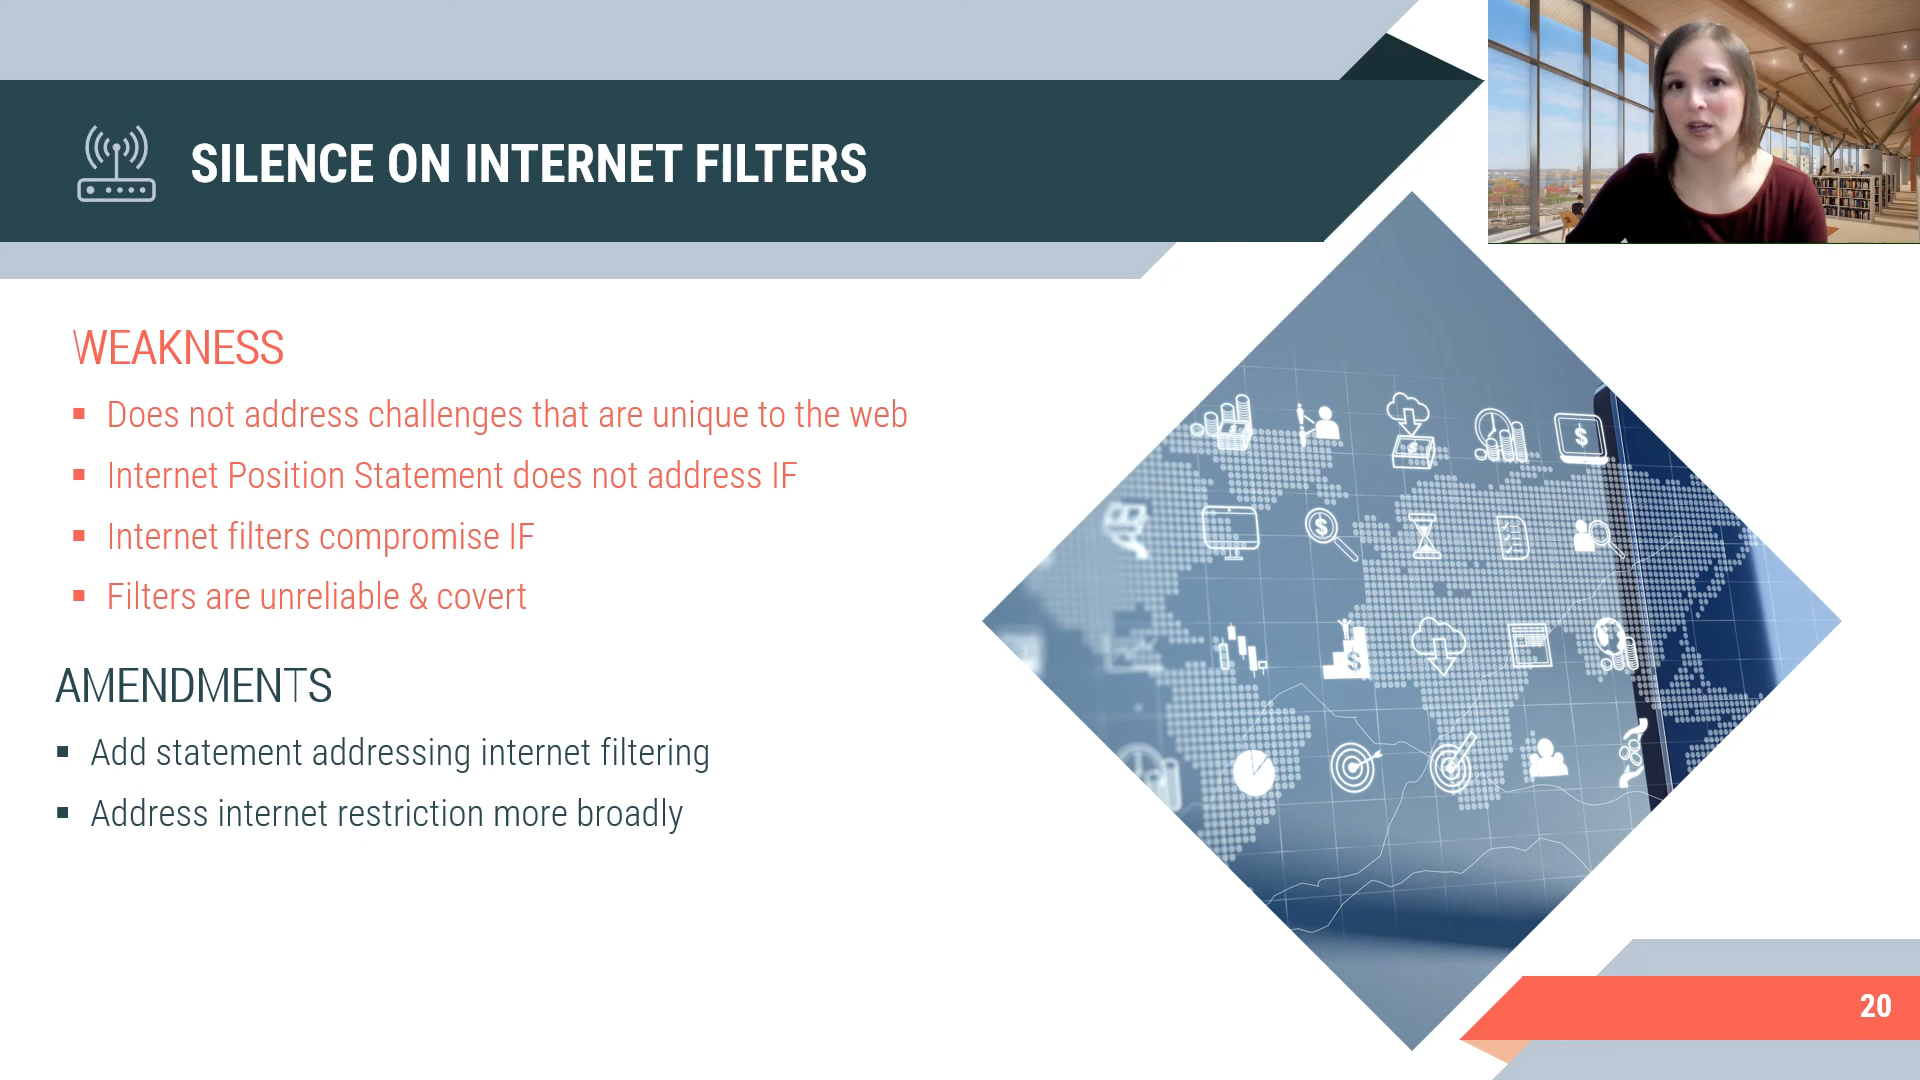 SILENCE ON INTERNET FILTERS
WEAKNESS
Does not address challenges that are unique to the web
Internet Position Statement does not address IF
Internet filters compromise IF
Filters are unreliable & covert
AMENDMENTS
Add statement addressing internet filtering
Address internet restriction more broadly
20